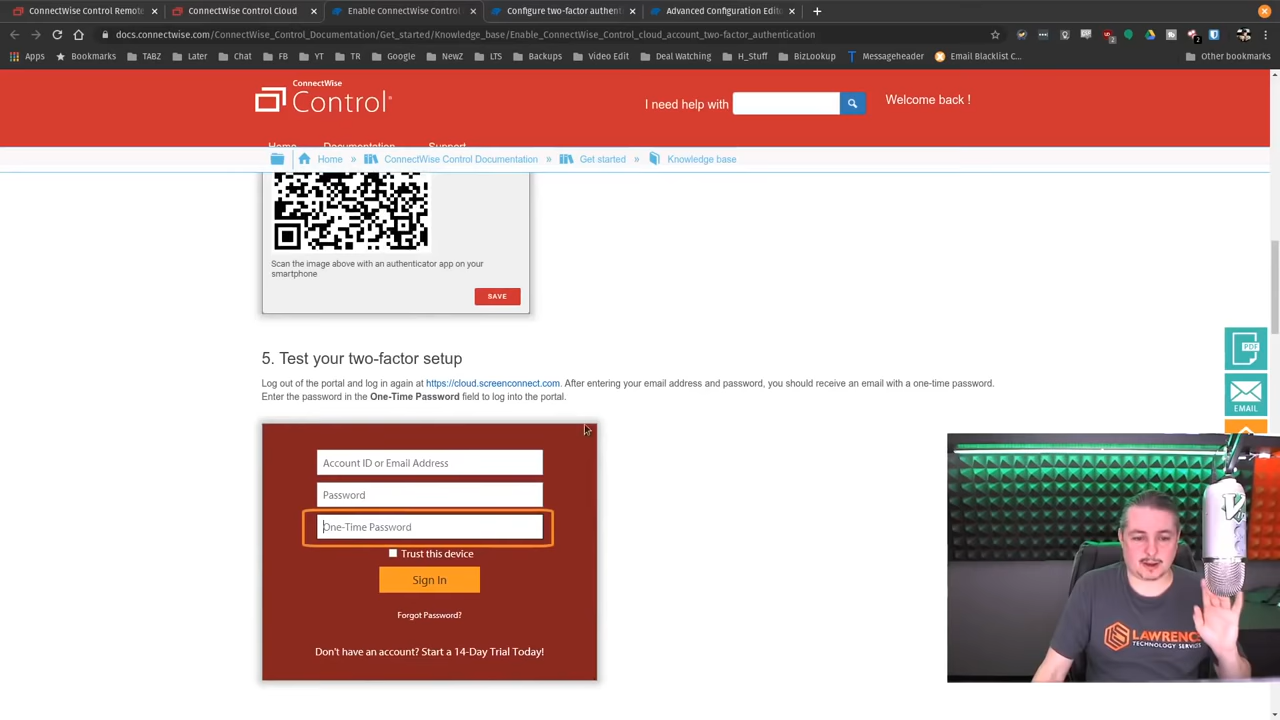 ConnectWise Control Remote
ConnectWise Control Cloud
Enable ConnectWise Control
Configure two-factor authent
Advanced Configuration Edit
docs.connectwise.com/ConnectWise_Control_Documentation/Get_started/Knowledge_base/Enable_ConnectWise_Control_cloud_account_two-factor_authentication
Apps
Bookmarks
TABZ
Later
Chat
FB
YT
TR
Google
NewZ
LTS
Backups
Video Edit
Deal Watching
H_Stuff
BizLookup
Messageheader
Email Blacklist C
Other bookmarks
ConnectWise
Control
I need help with
Welcome back !
Home
Documentation
Support
Home » ConnectWise Control Documentation » Get started » Knowledge base
Scan the image above with an authenticator app on your
smartphone
SAVE
PDF
EMAIL
5. Test your two-factor setup
Log out of the portal and log in again at https://cloud.screenconnect.com. After entering your email address and password, you should receive an email with a one-time password.
Enter the password in the One-Time Password field to log into the portal.
Account ID or Email Address
Password
One-Time Password
Trust this device
Sign In
Forgot Password?
Don't have an account? Start a 14-Day Trial Today!
LAWRENCE
TECHNOLOGY SERVICES